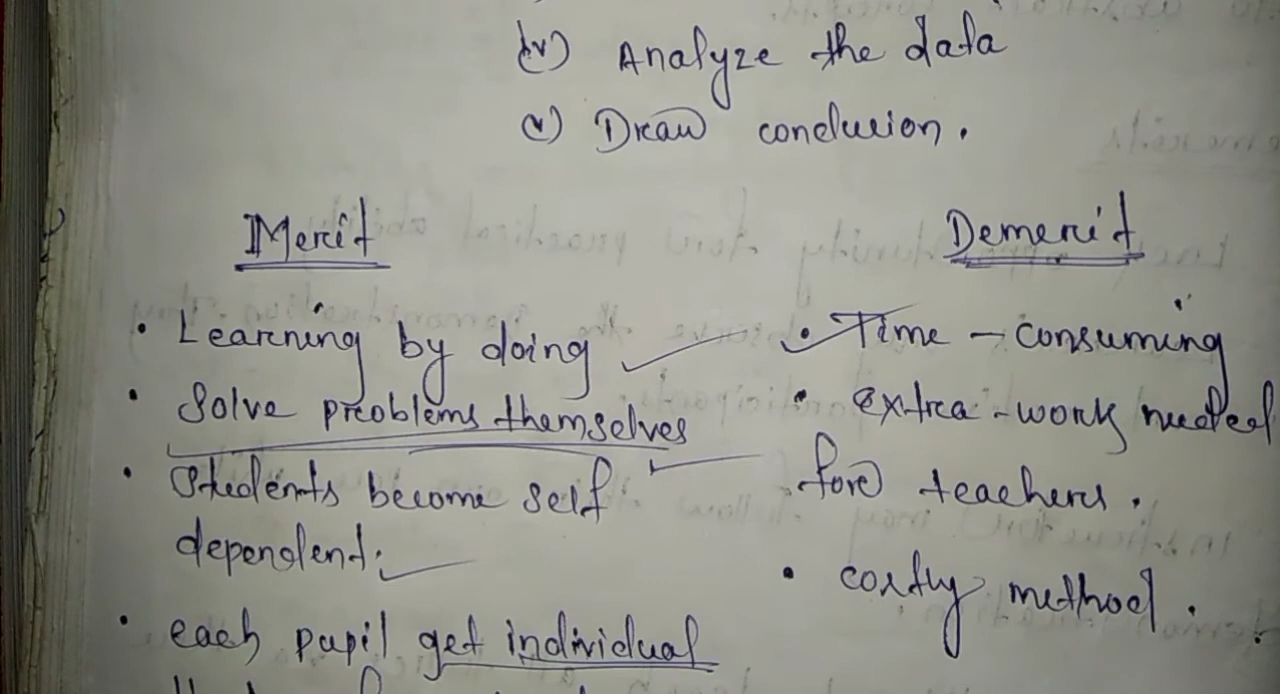 iv) Analyze the data
v) Draw conclusion.
Merit
Demerit
• Learning by doing
• Solve problems themselves
• Students become self
dependent.
• each pupil get individual
• Time - consuming
• extra - work needed
for teachers.
• costly method.